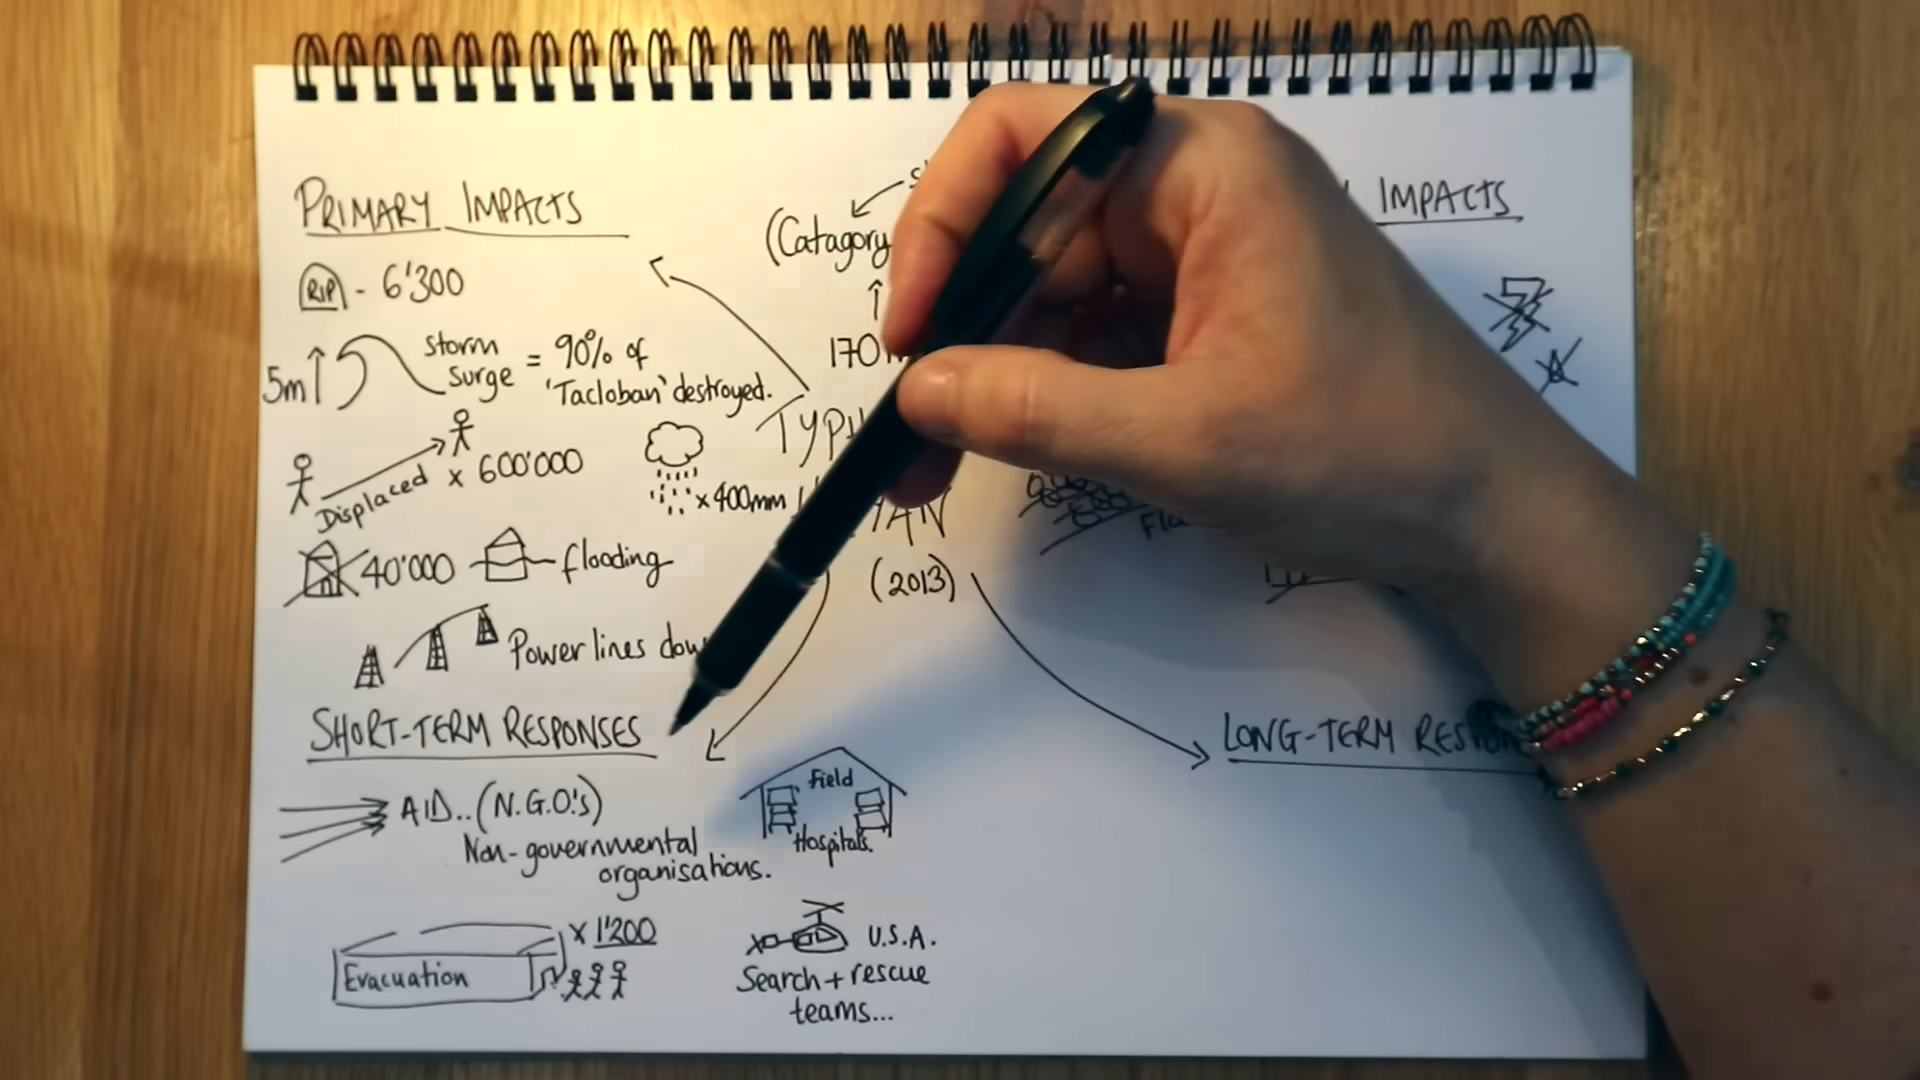 PRIMARY IMPACTS
RIP - 6'300
5m
storm
surge
= 90% of
'Tacloban' destroyed.
Displaced
x 600'000
x 400mm
40'000
flooding
Power lines
(Catagory
170
(2013)
IMPACTS
SHORT-TERM RESPONSES
AID.. (N.G.O.'s)
Non-governmental
organisations.
field
Hospitals.
Evacuation
x 1'200
U.S.A.
Search + rescue
teams...
LONG-TERM